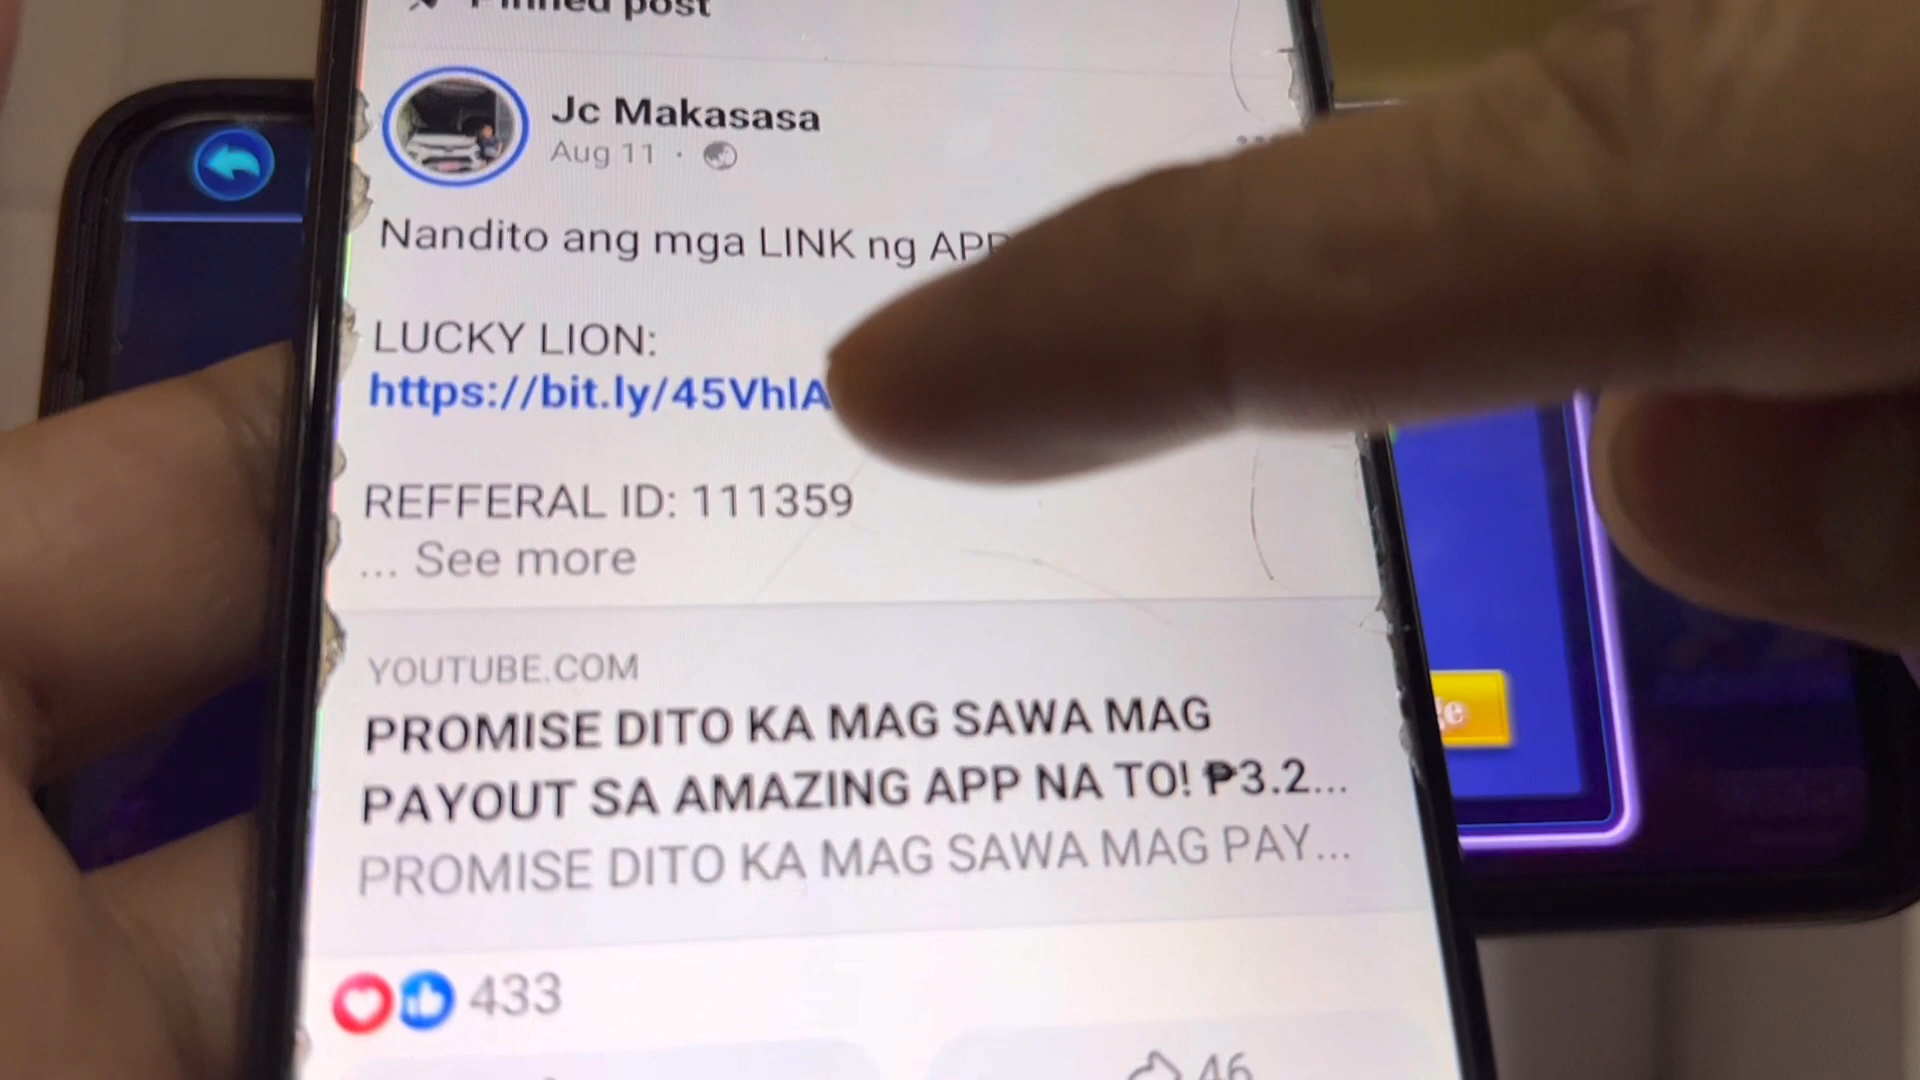 Pinned post
Jc Makasasa
Aug 11 ·
Nandito ang mga LINK ng APP
LUCKY LION:
https://bit.ly/45VhlA
REFFERAL ID: 111359
... See more
YOUTUBE.COM
PROMISE DITO KA MAG SAWA MAG
PAYOUT SA AMAZING APP NA TO! ₱3.2...
PROMISE DITO KA MAG SAWA MAG PAY...
433
46